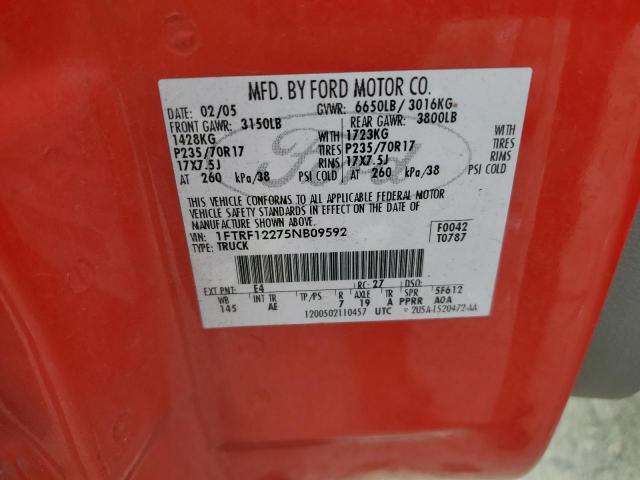 MFD. BY FORD MOTOR CO.
DATE: 02/05 GVWR: 6650LB/ 3016KG
FRONT GAWR: 3150LB REAR GAWR: 3800LB
1428KG WITH 1723KG WITH
P235/70R17 TIRES P235/70R17 TIRES
17X7.5J RIMS 17X7.5J RIMS
AT 260 kPa/38 PSI COLD AT 260 kPa/38 PSI COLD
Ford
THIS VEHICLE CONFORMS TO ALL APPLICABLE FEDERAL MOTOR
VEHICLE SAFETY STANDARDS IN EFFECT ON THE DATE OF
MANUFACTURE SHOWN ABOVE.
VIN: 1FTRF12275NB09592 F0042
TYPE: TRUCK T0787
EXT PNT: E4 RC: 27 DSO:
WB INT TR TP/PS R AXLE TR SPR 5F612
145 AE 7 19 A PPRR A0A
1200502110457 UTC 2U5A-1520472-AA